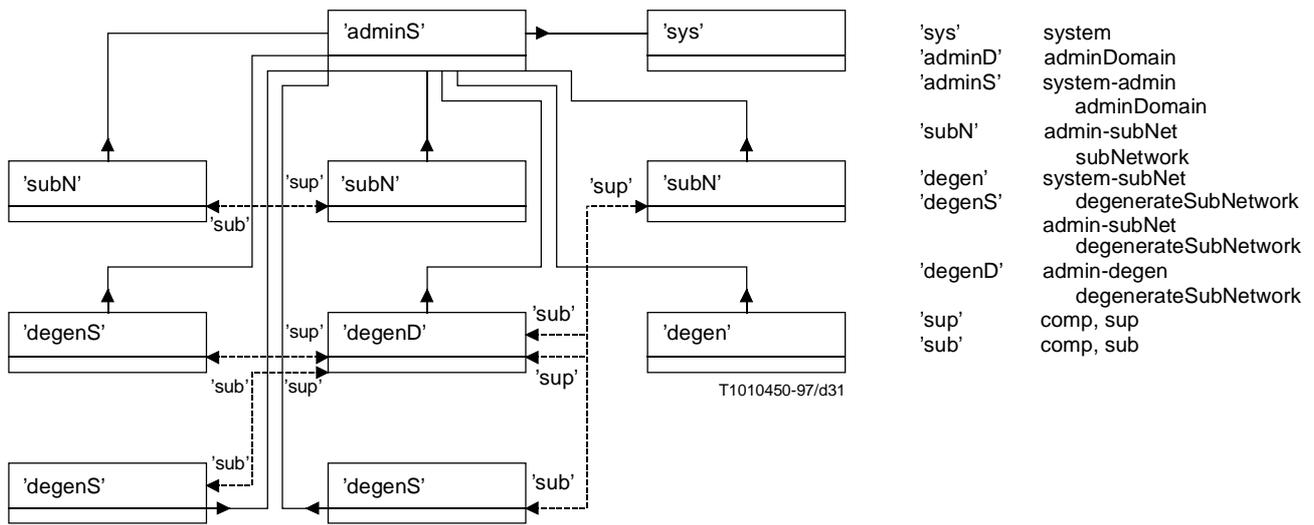 ’adminS’ ’sys’
’subN’ ’subN’ ’subN’
’sup’ ’sup’
’sub’
’degenS’ ’degenD’ ’degen’
’sup’ ’sub’
’sub’ ’sup’ ’sup’
T1010450-97/d31
’sub’ ’sub’
’degenS’ ’degenS’
’sys’ system
’adminD’ adminDomain
’adminS’ system-admin
adminDomain
’subN’ admin-subNet
subNetwork
’degen’ system-subNet
’degenS’ degenerateSubNetwork
admin-subNet
degenerateSubNetwork
’degenD’ admin-degen
degenerateSubNetwork
’sup’ comp, sup
’sub’ comp, sub